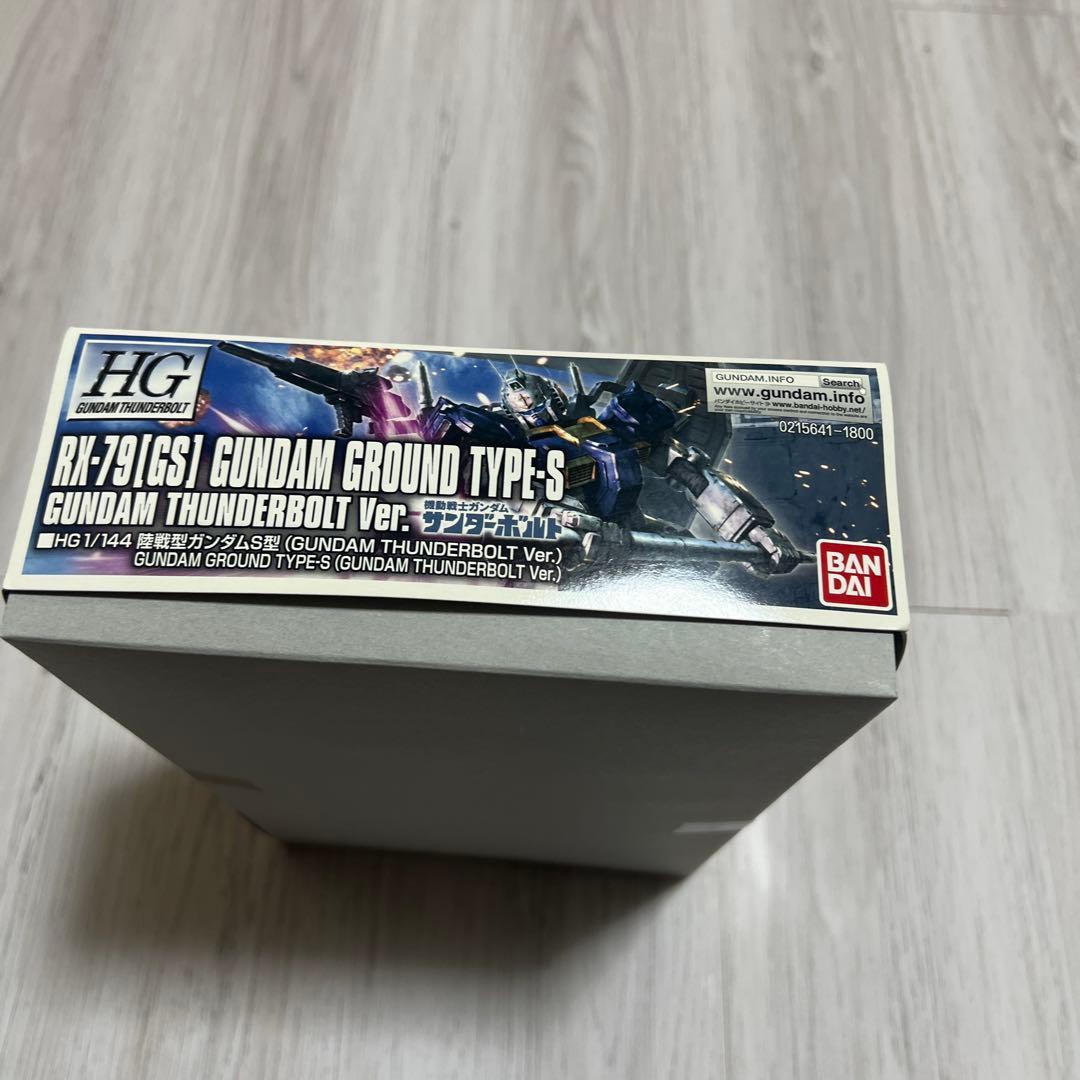 HG
GUNDAM THUNDERBOLT
GUNDAM.INFO Search
www.gundam.info
バンダイホビーサイト www.bandai-hobby.net/
0215641-1800
RX-79[GS] GUNDAM GROUND TYPE-S
GUNDAM THUNDERBOLT Ver.
機動戦士ガンダム
サンダーボルト
■HG 1/144 陸戦型ガンダムS型 (GUNDAM THUNDERBOLT Ver.)
GUNDAM GROUND TYPE-S (GUNDAM THUNDERBOLT Ver.)
BAN
DAI